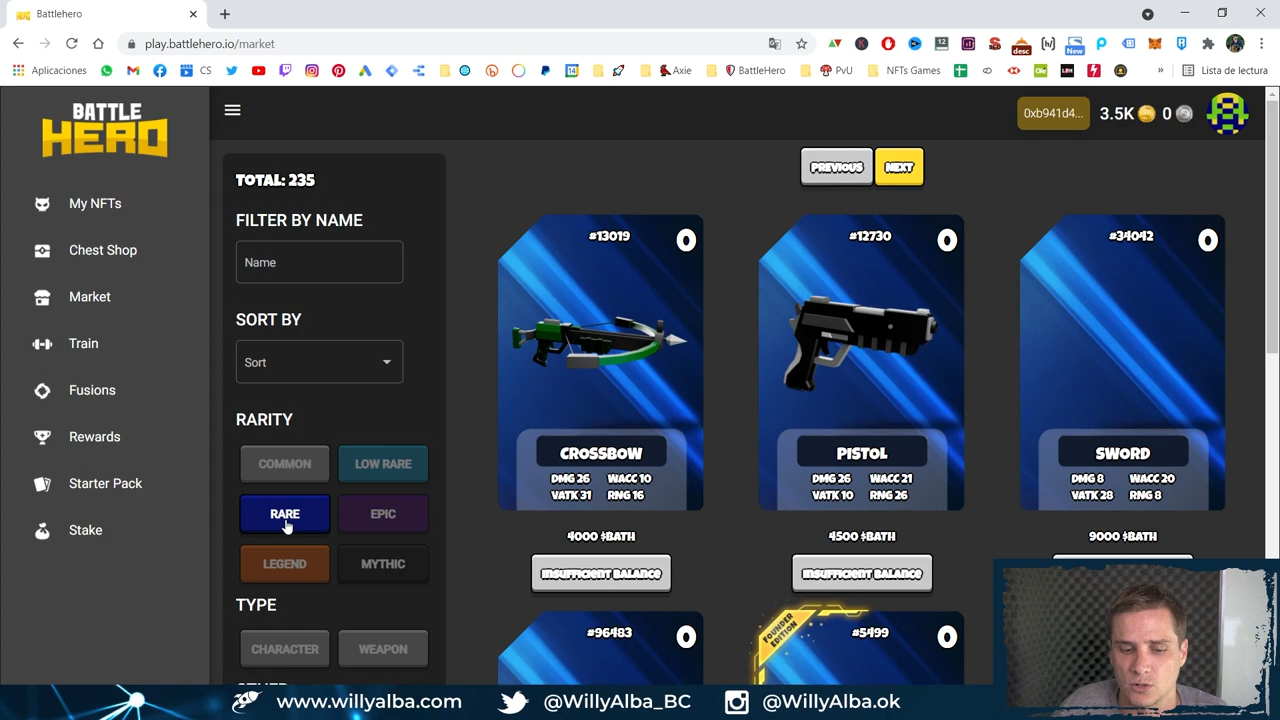 Battlehero
play.battlehero.io/market
12
desc
New
Aplicaciones
CS
14
Axie
BattleHero
PvU
NFTs Games
Ole
Lista de lectura
BATTLE
HERO
0xb941d4...
3.5K
0
My NFTs
Chest Shop
Market
Train
Fusions
Rewards
Starter Pack
Stake
TOTAL: 235
FILTER BY NAME
Name
SORT BY
Sort
RARITY
COMMON
LOW RARE
RARE
EPIC
LEGEND
MYTHIC
TYPE
CHARACTER
WEAPON
PREVIOUS
NEXT
#13019
0
CROSSBOW
DMG 26 WACC 10
VATK 31 RNG 16
4000 $BATH
INSUFFICIENT BALANCE
#12730
0
PISTOL
DMG 26 WACC 21
VATK 10 RNG 26
4500 $BATH
INSUFFICIENT BALANCE
#34042
0
SWORD
DMG 8 WACC 20
VATK 28 RNG 8
9000 $BATH
#96483
0
FOUNDER
EDITION
#5499
0
www.willyalba.com
@WillyAlba_BC
@WillyAlba.ok